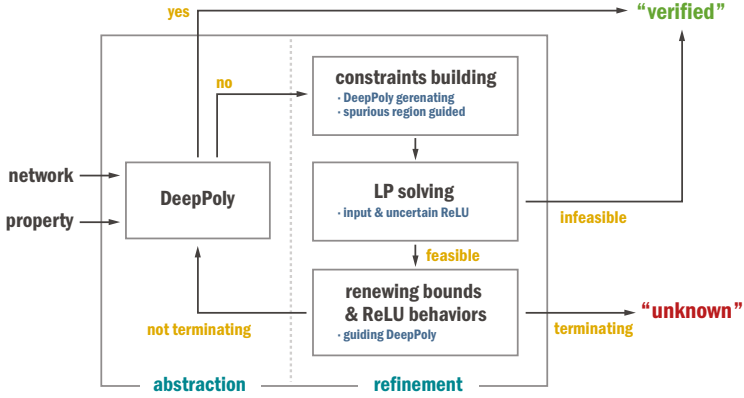 yes
“verified”
no
constraints building
· DeepPoly gerenating
· spurious region guided
network
property
DeepPoly
LP solving
· input & uncertain ReLU
infeasible
feasible
renewing bounds
& ReLU behaviors
· guiding DeepPoly
not terminating
terminating
“unknown”
abstraction
refinement